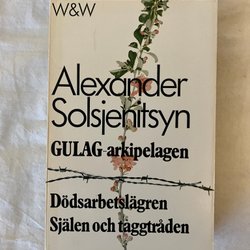 W&W
Alexander
Solsjenitsyn
GULAG-arkipelagen
Dödsarbetslägren
Själen och taggtråden